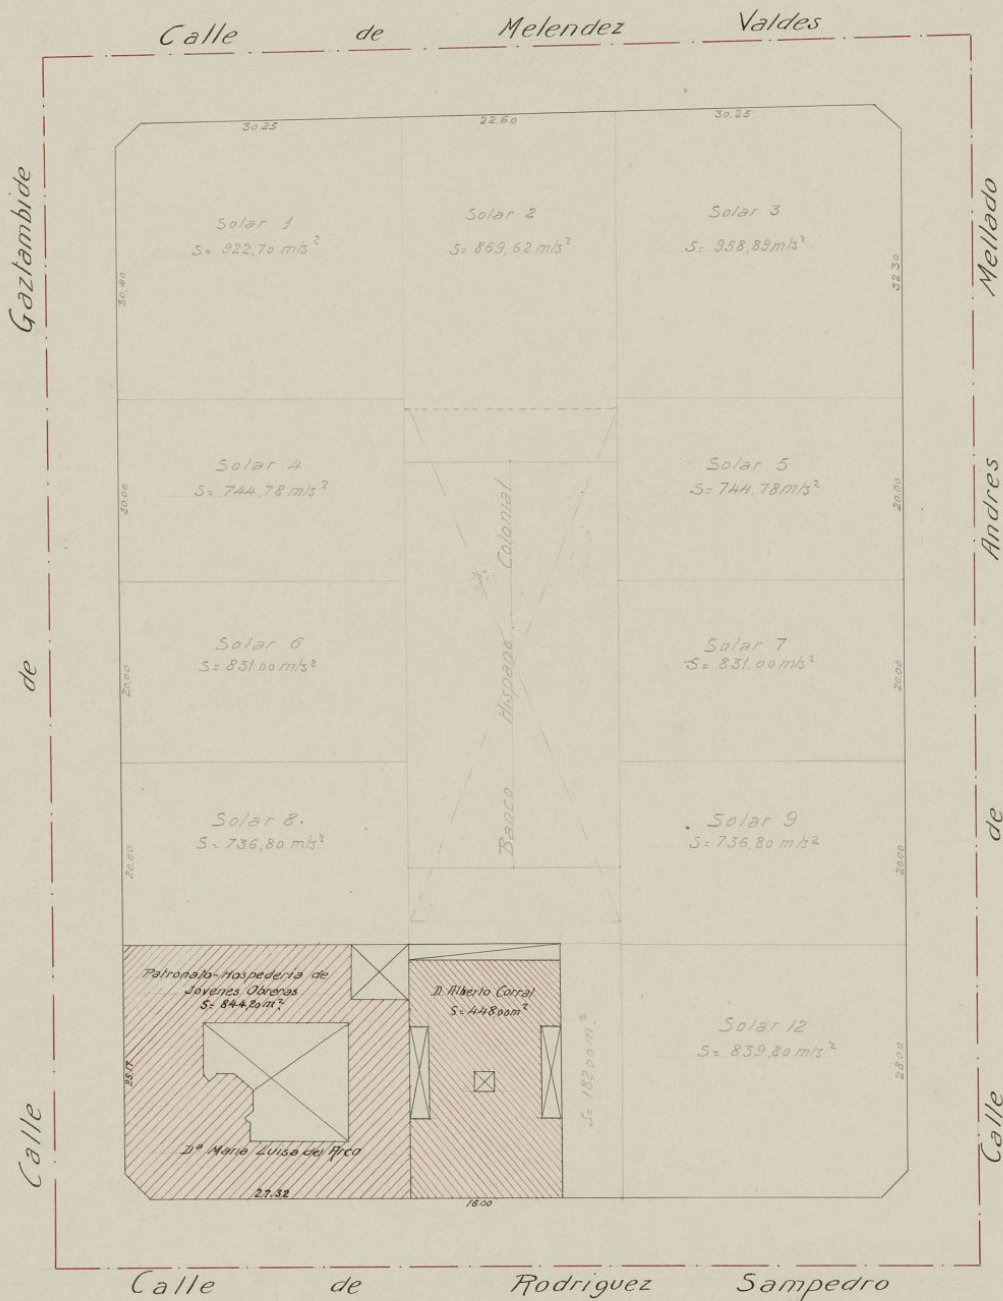 Calle de Melendez Valdes
30,25
22,60
30,25
Solar 1
S= 922,70 m/s²
Solar 2
S= 869,62 m/s²
Solar 3
S= 958,89 m/s²
Gaztambide
Mellado
30,40
32,30
Solar 4
S= 744,78 m/s²
Solar 5
S= 744,78 m/s²
20,00
20,00
Andres
Banco Hispano Colonial
Solar 6
S= 831.00 m/s²
Solar 7
S= 831.00 m/s²
de
20,00
20,00
Solar 8.
S= 736,80 m/s²
Solar 9
S= 736,80 m/s²
20,00
20,00
de
Patronato-Hospederia de
Jovenes Obreras
S= 844,20 m².
D. Alberto Corral
S= 448,00 m²
S= 182,00 m².
Solar 12
S= 839,80 m/s²
28,00
Calle
Calle
Dª Maria Luisa del Arco
27.32
16.00
Calle de Rodriguez Sampedro